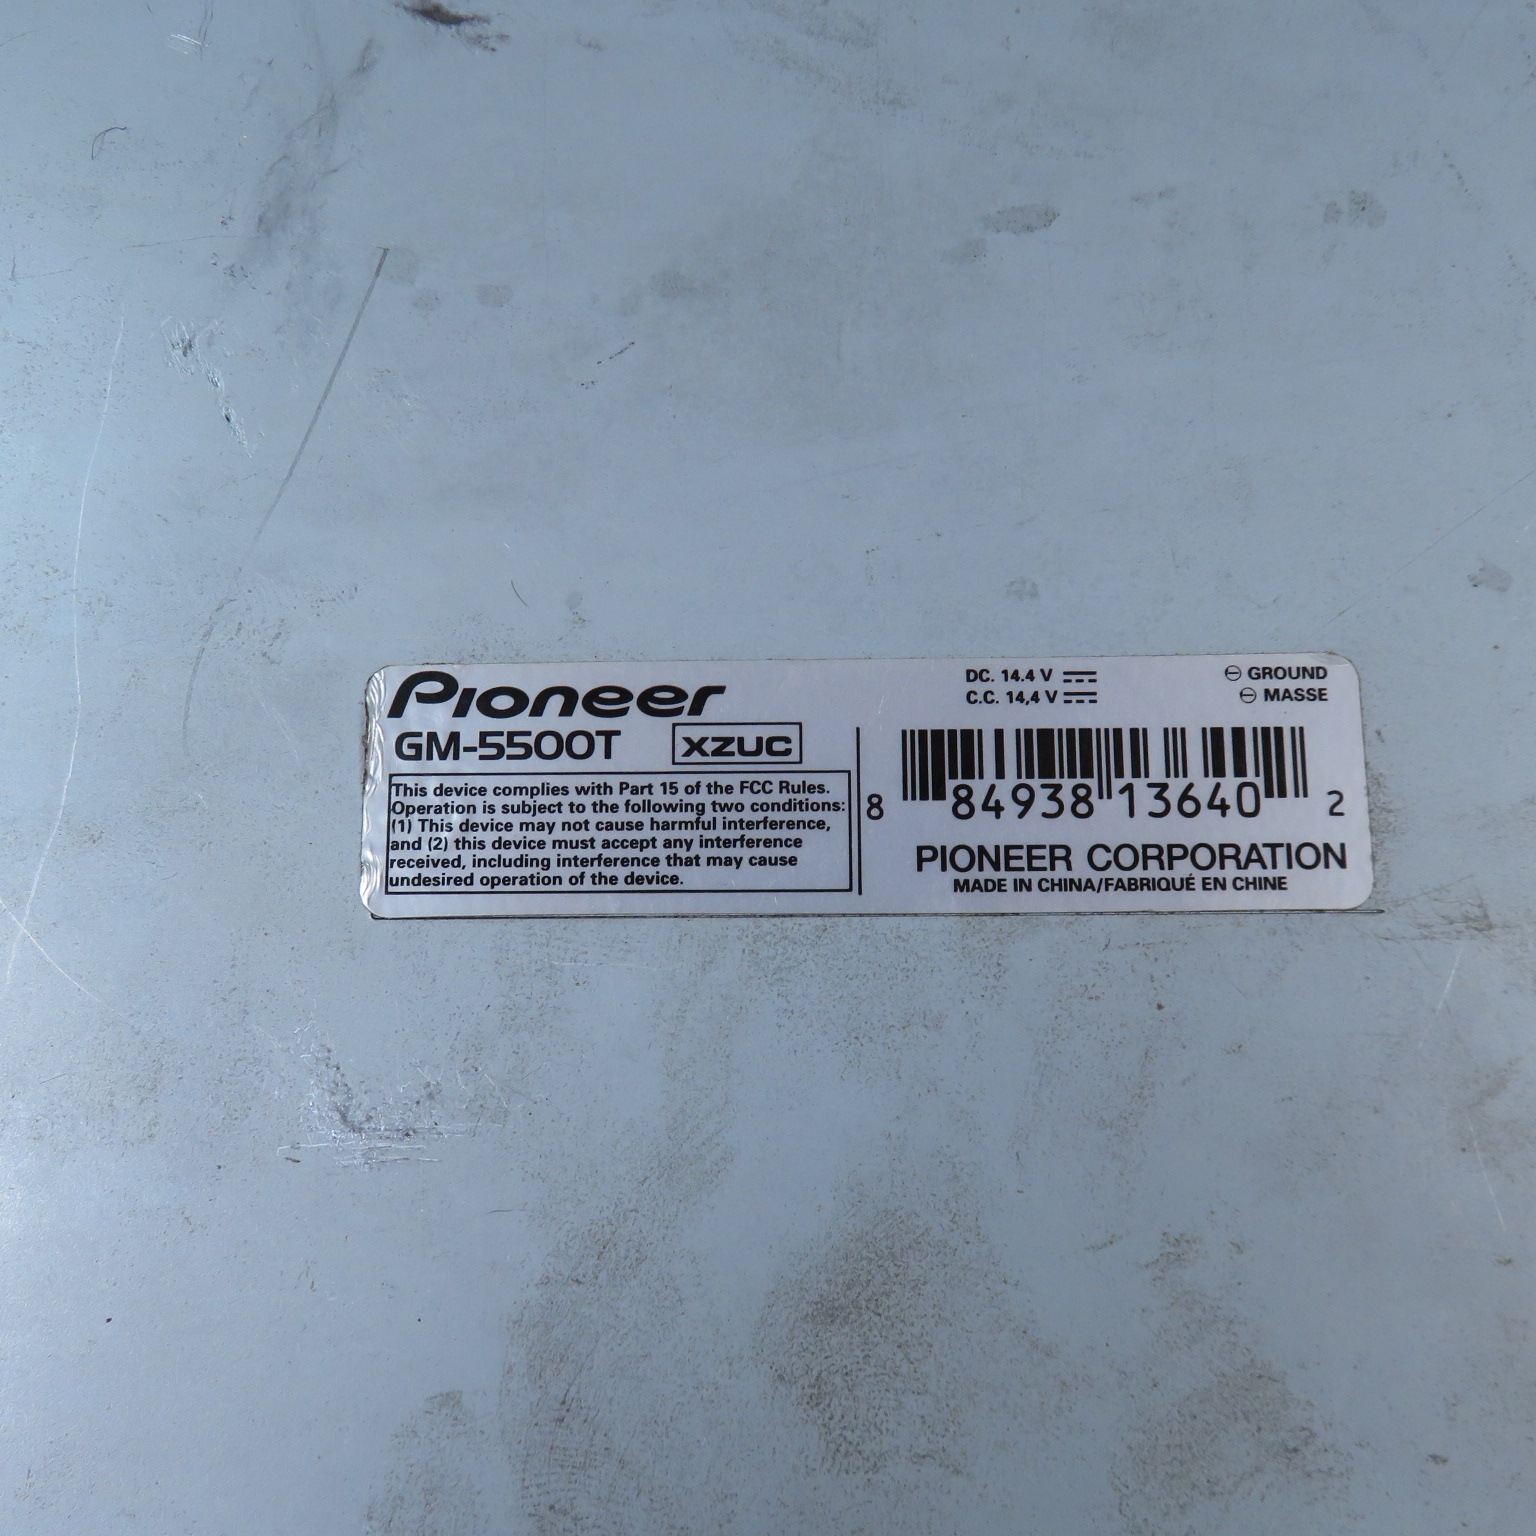 Pioneer
GM-5500T XZUC
This device complies with Part 15 of the FCC Rules.
Operation is subject to the following two conditions:
(1) This device may not cause harmful interference,
and (2) this device must accept any interference
received, including interference that may cause
undesired operation of the device.
DC. 14.4 V
C.C. 14,4 V
GROUND
MASSE
8 84938 13640 2
PIONEER CORPORATION
MADE IN CHINA/FABRIQUÉ EN CHINE